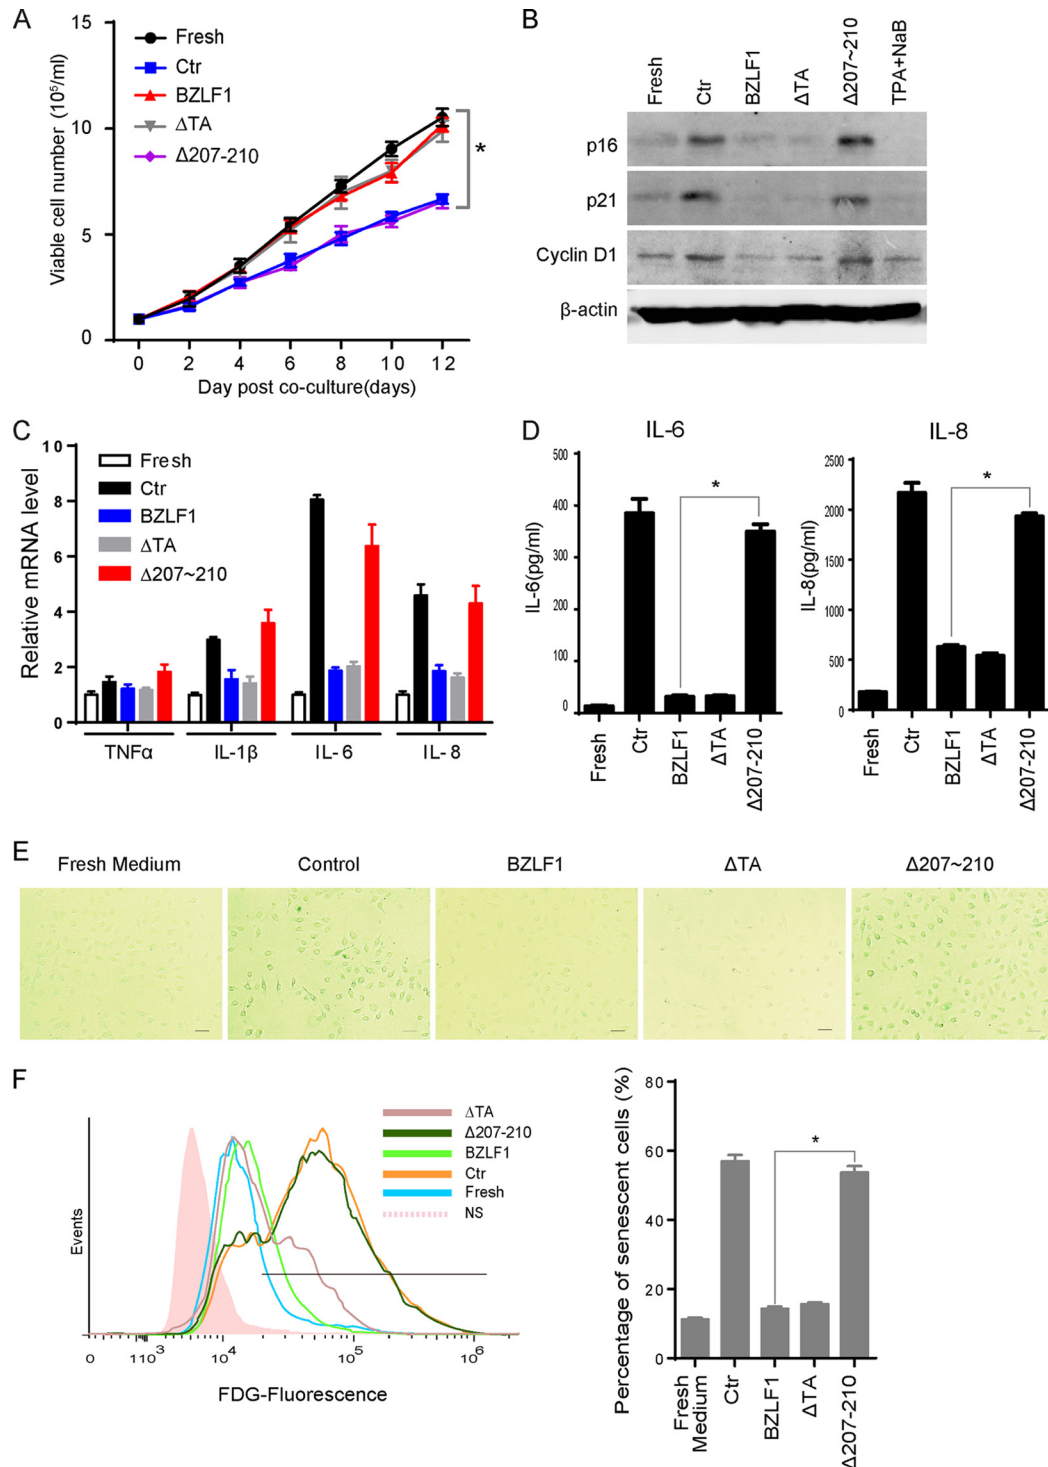 A
15
10
5
0
Viable cell number (10⁵/ml)
Fresh
Ctr
BZLF1
ΔTA
Δ207-210
*
0 2 4 6 8 10 12
Day post co-culture(days)
B
Fresh
Ctr
BZLF1
ΔTA
Δ207~210
TPA+NaB
p16
p21
Cyclin D1
β-actin
C
10
8
6
4
2
0
Relative mRNA level
Fresh
Ctr
BZLF1
ΔTA
Δ207~210
TNFα IL-1β IL-6 IL-8
D
IL-6
500
400
300
200
100
0
IL-6(pg/ml)
*
Fresh
Ctr
BZLF1
ΔTA
Δ207-210
IL-8
2500
2000
1500
1000
500
0
IL-8(pg/ml)
*
Fresh
Ctr
BZLF1
ΔTA
Δ207-210
E
Fresh Medium Control BZLF1 ΔTA Δ207~210
F
Events
ΔTA
Δ207-210
BZLF1
Ctr
Fresh
NS
0 110³ 10⁴ 10⁵ 10⁶
FDG-Fluorescence
80
60
40
20
0
Percentage of senescent cells (%)
*
Fresh
Medium
Ctr
BZLF1
ΔTA
Δ207-210